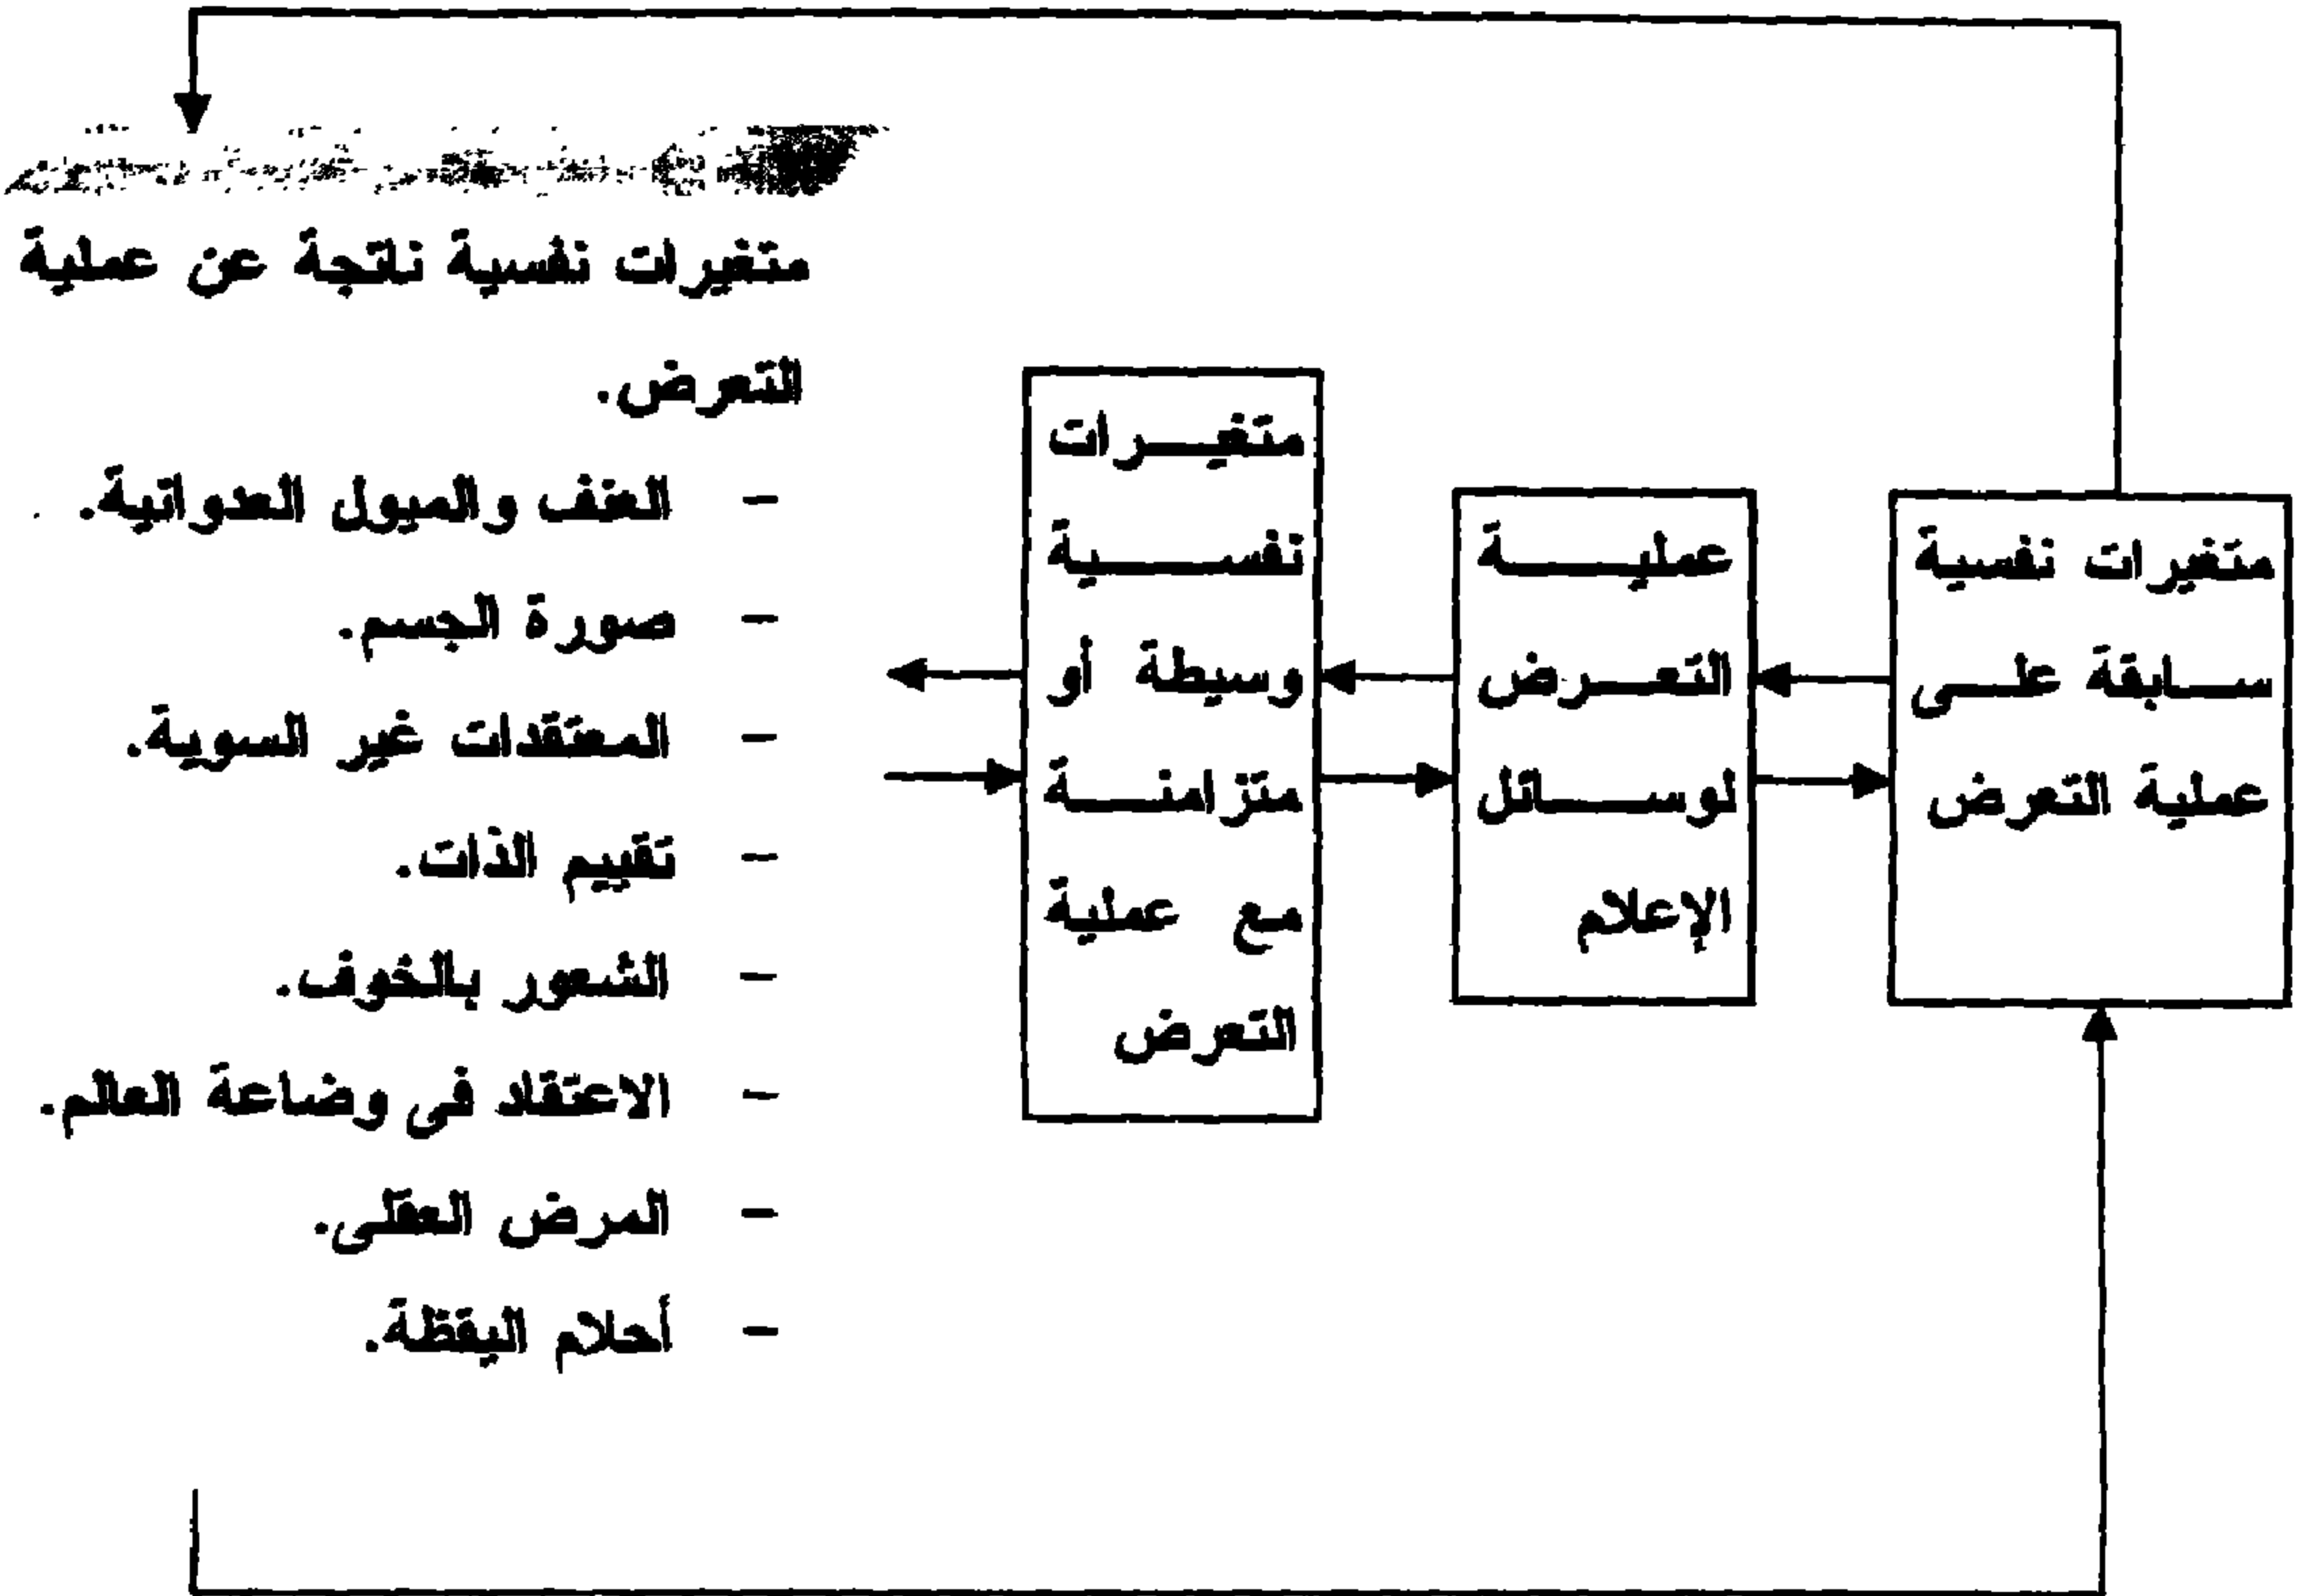 متغيرات نفسية
سابقة على
عملية التعرض
عملية
التعرض
لوسائل
الإعلام
متغيرات
نفسية
وسيطة أو
متزامنة
مع عملية
التعرض
متغيرات نفسية ناتجة عن عملية
التعرض.
- العنف والميول العدوانية.
- صورة الجسم.
- المعتقدات غير السوية.
- تقييم الذات.
- الشعور بالخوف.
- الاعتقاد فى وضاعة العالم.
- المرض العقلى.
- أحلام اليقظة.